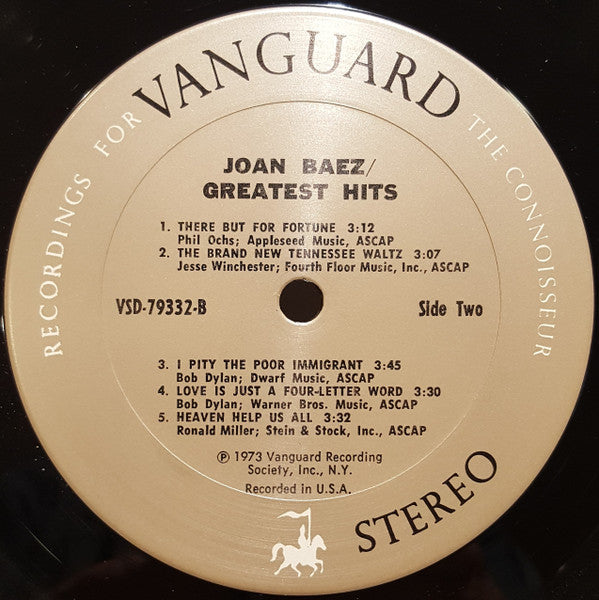 RECORDINGS FOR VANGUARD THE CONNOISSEUR
JOAN BAEZ/
GREATEST HITS
1. THERE BUT FOR FORTUNE 3:12
Phil Ochs; Appleseed Music, ASCAP
2. THE BRAND NEW TENNESSEE WALTZ 3:07
Jesse Winchester; Fourth Floor Music, Inc., ASCAP
VSD-79332-B
Side Two
3. I PITY THE POOR IMMIGRANT 3:45
Bob Dylan; Dwarf Music, ASCAP
4. LOVE IS JUST A FOUR-LETTER WORD 3:30
Bob Dylan; Warner Bros. Music, ASCAP
5. HEAVEN HELP US ALL 3:32
Ronald Miller; Stein & Stock, Inc., ASCAP
℗ 1973 Vanguard Recording
Society, Inc., N.Y.
Recorded in U.S.A.
STEREO